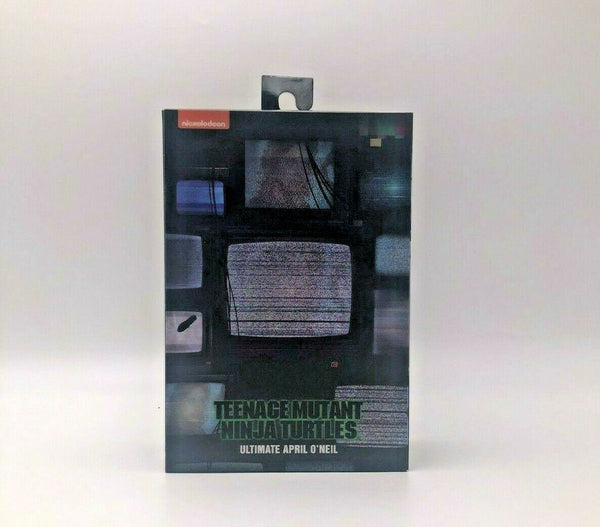 nickelodeon
TEENAGE MUTANT
NINJA TURTLES
ULTIMATE APRIL O'NEIL